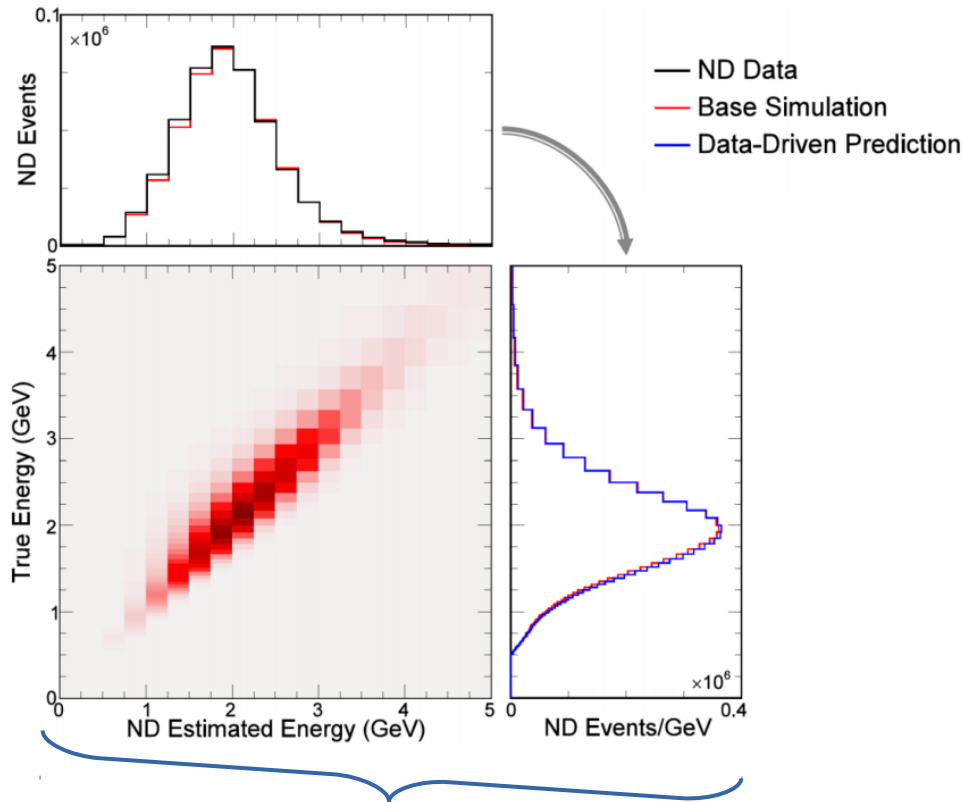 0.1
×10⁶
ND Events
0
ND Data
Base Simulation
Data-Driven Prediction
5
4
3
2
1
0
True Energy (GeV)
0 1 2 3 4 5
ND Estimated Energy (GeV)
×10⁶
0 0.4
ND Events/GeV